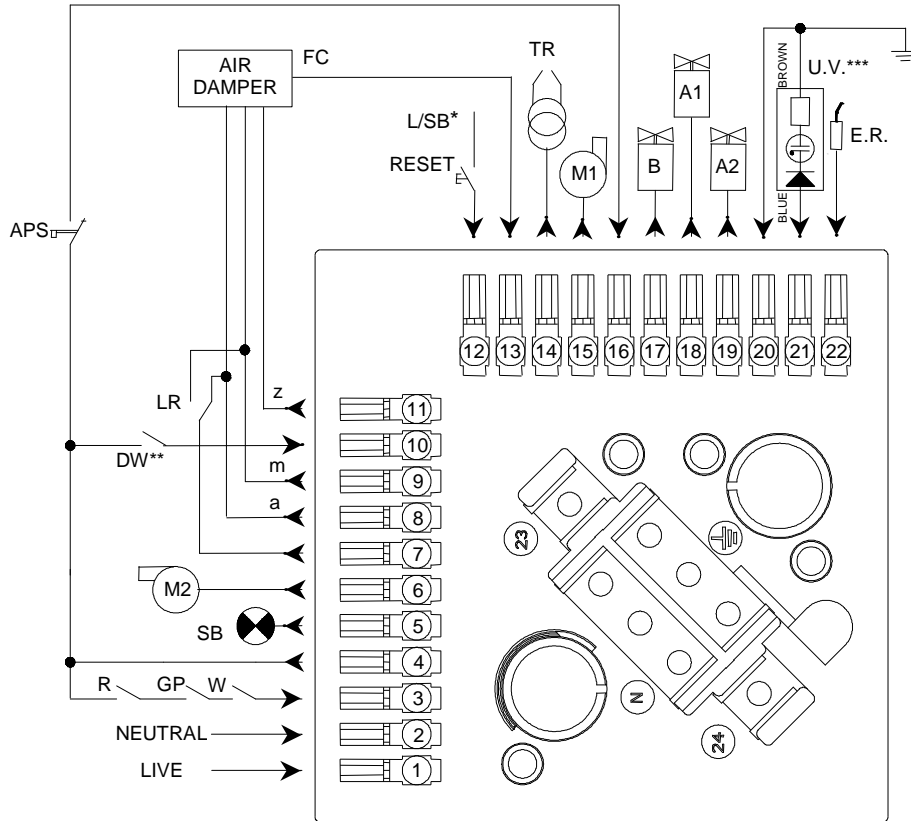 AIR
DAMPER
FC
TR
L/SB*
RESET
M1
B
A1
A2
BROWN
BLUE
U.V.***
E.R.
APS
12 13 14 15 16 17 18 19 20 21 22
LR
z
11
DW**
10
m
9
a
8
7
M2
6
SB
5
4
R GP W
3
NEUTRAL
2
LIVE
1
23
N
24